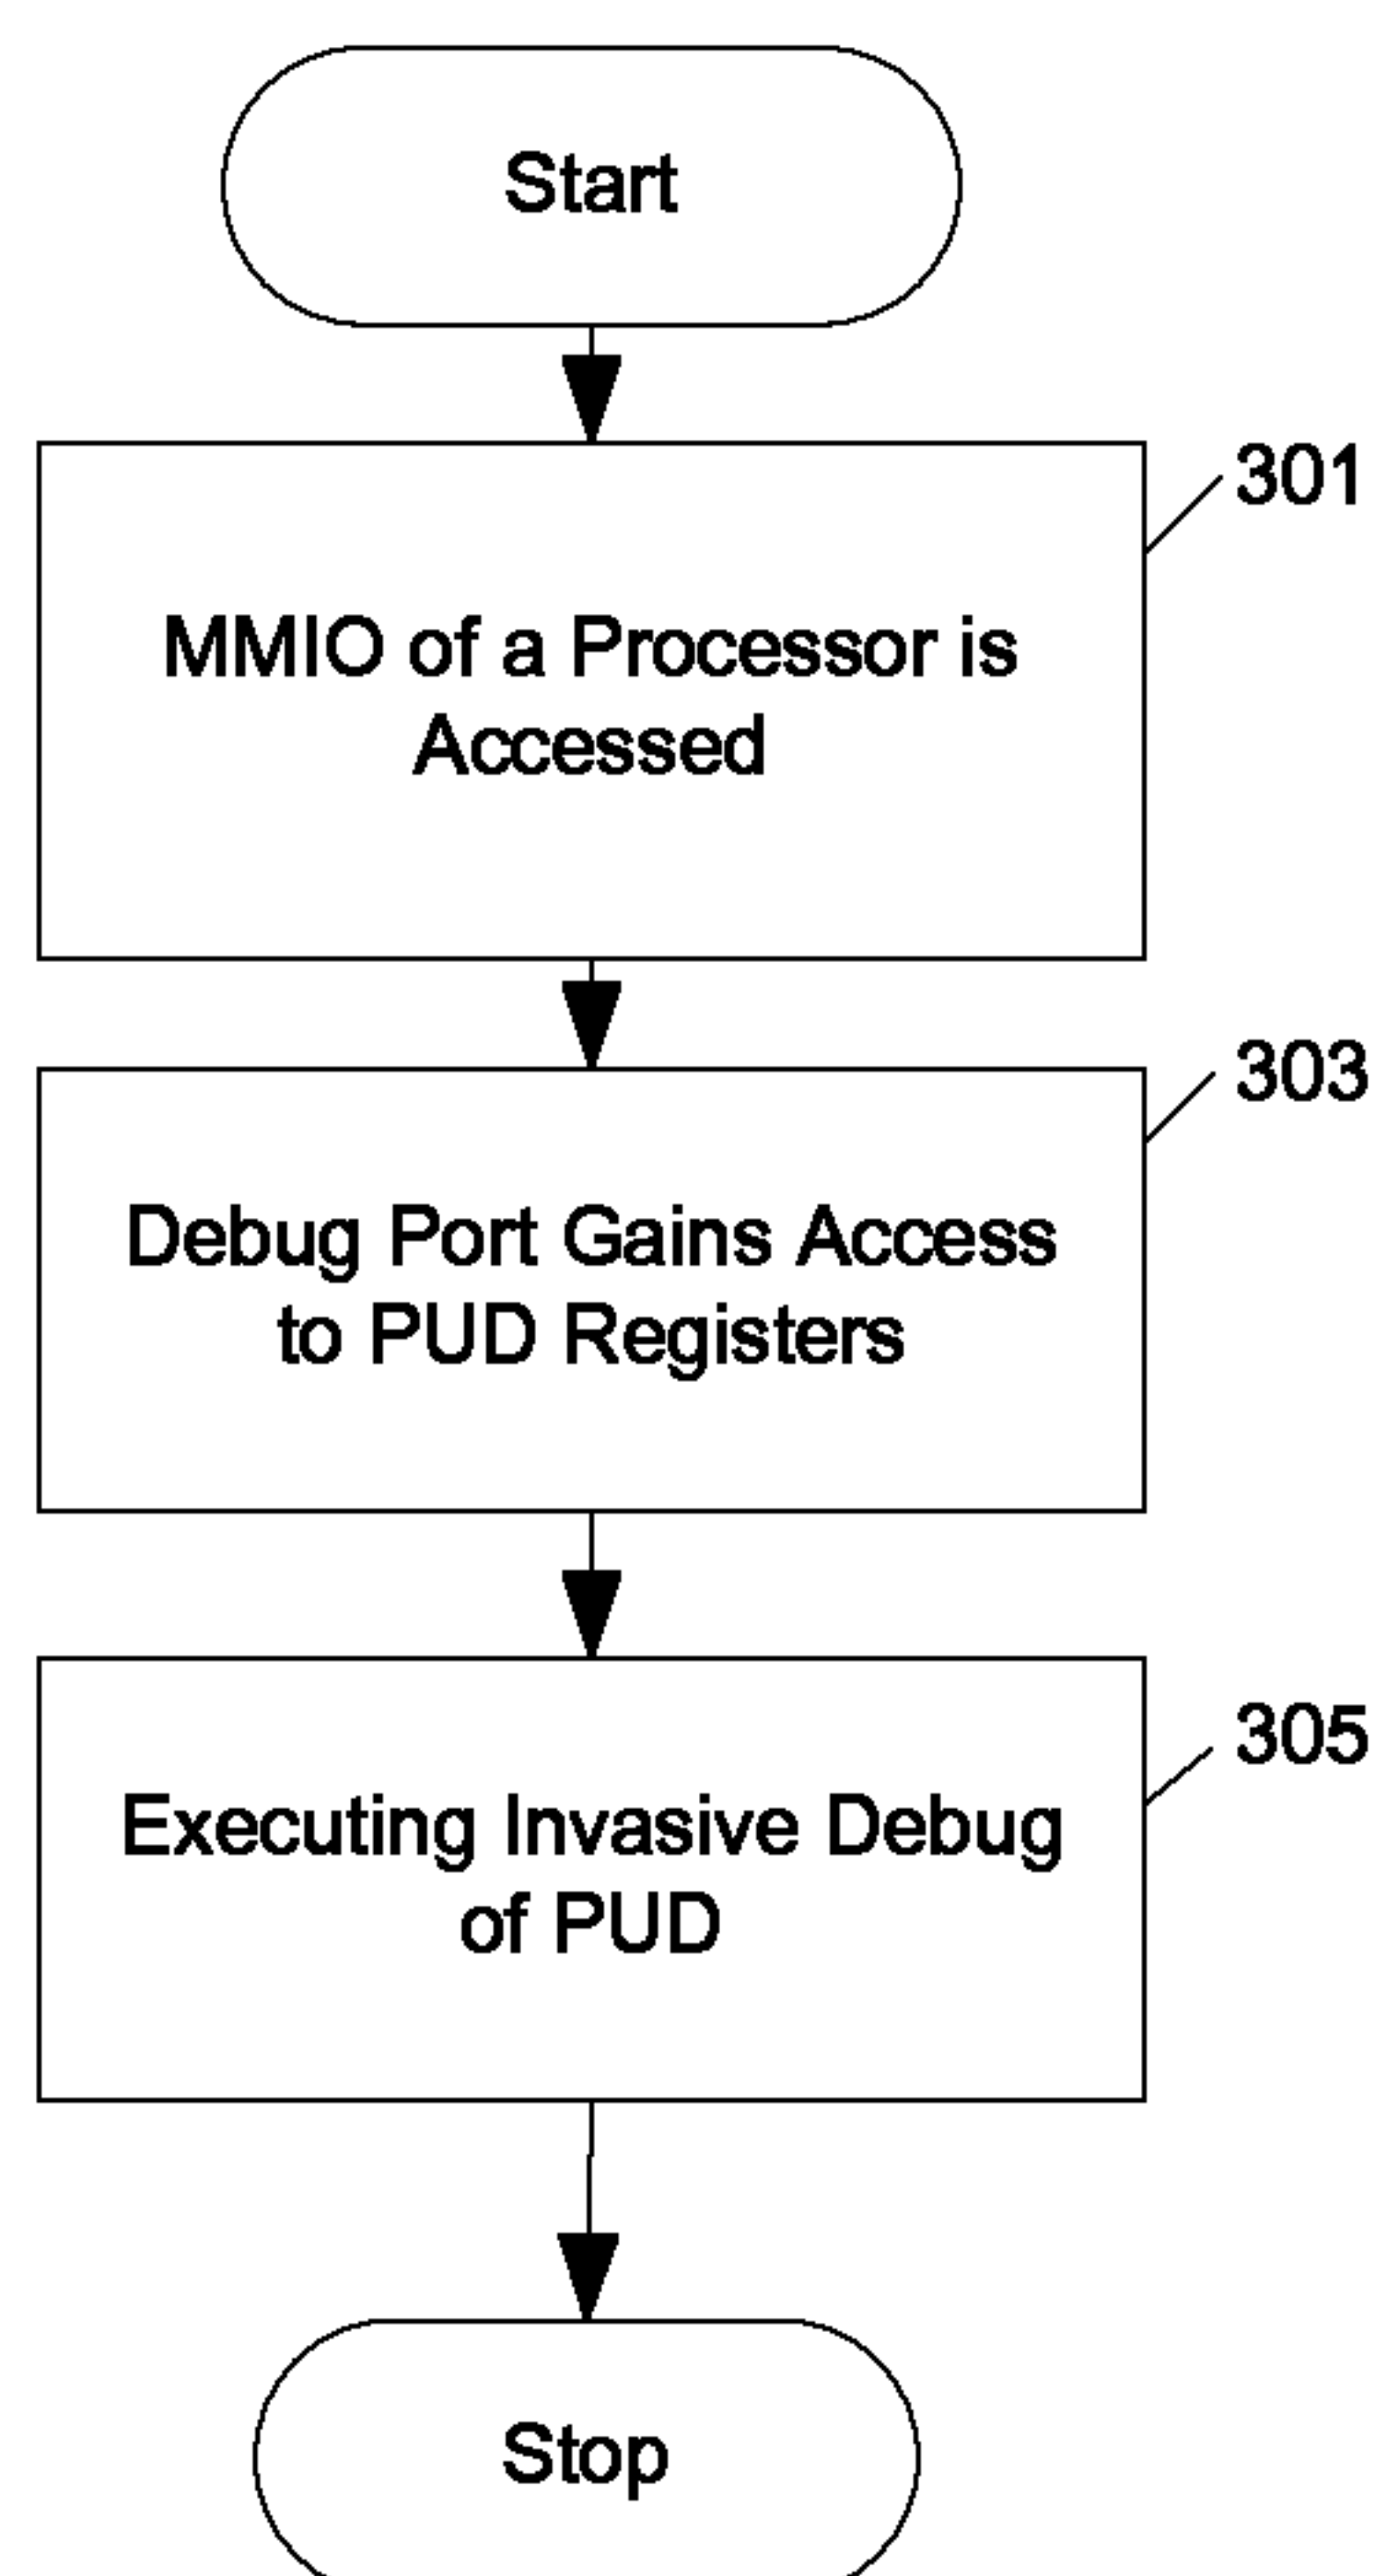 Start
301
MMIO of a Processor is
Accessed
303
Debug Port Gains Access
to PUD Registers
305
Executing Invasive Debug
of PUD
Stop